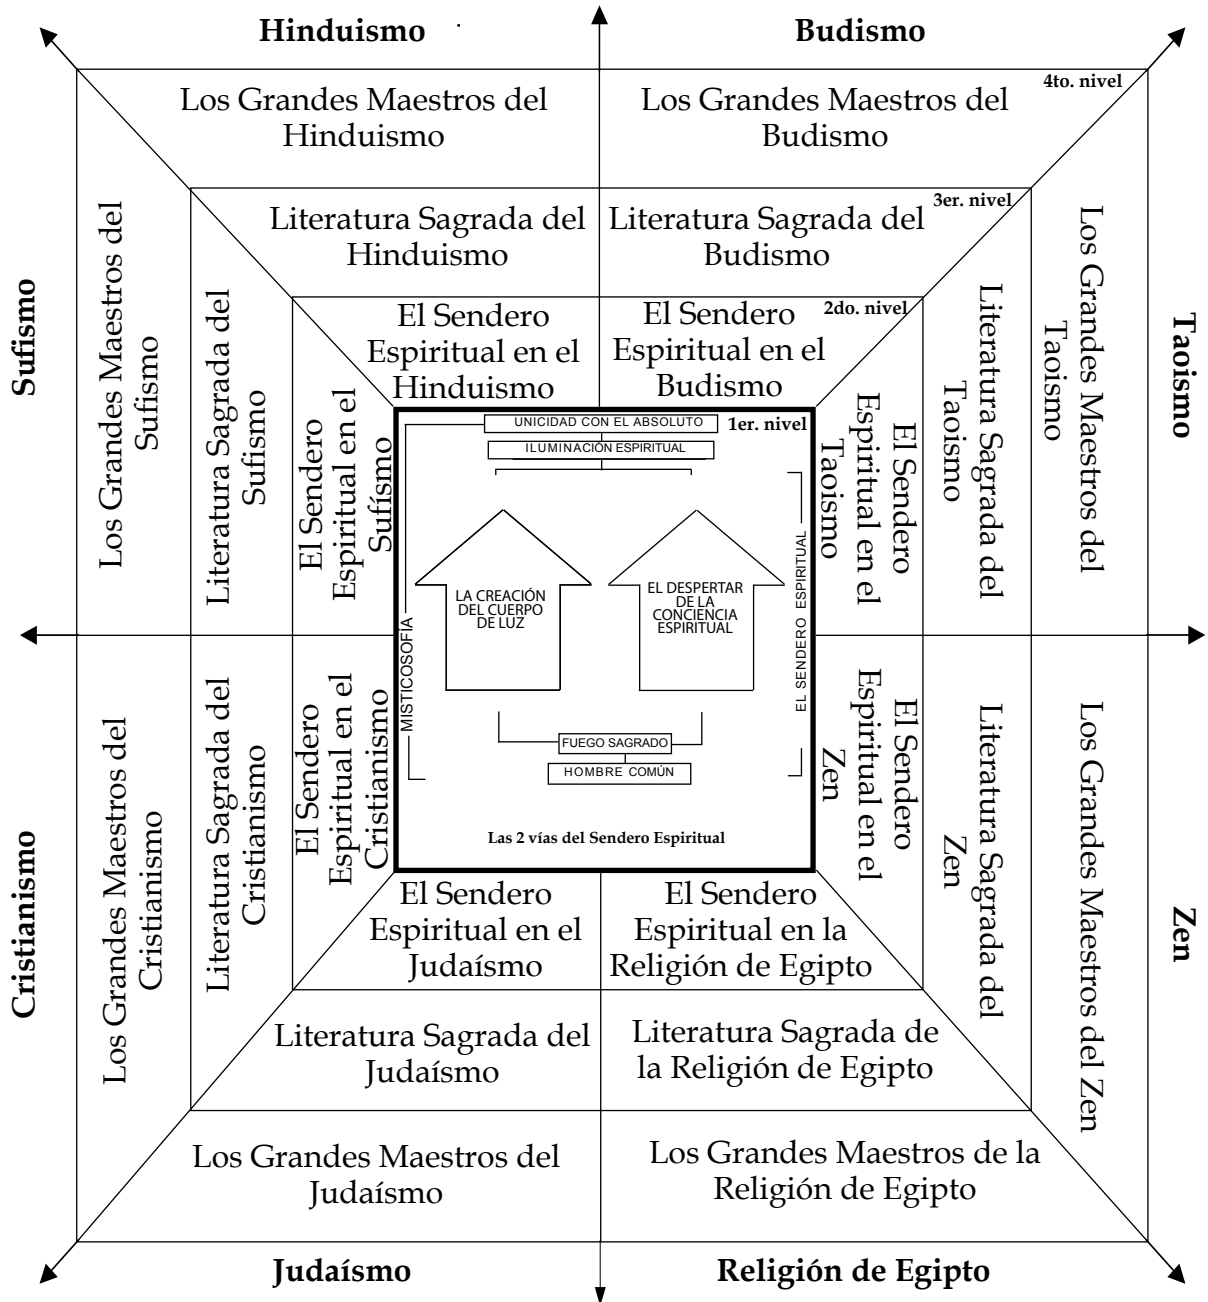 Hinduismo
Budismo
4to. nivel
Los Grandes Maestros del
Hinduismo
Los Grandes Maestros del
Budismo
3er. nivel
Literatura Sagrada del
Hinduismo
Literatura Sagrada del
Budismo
2do. nivel
El Sendero
Espiritual en el
Hinduismo
El Sendero
Espiritual en el
Budismo
Sufismo
Los Grandes Maestros del
Sufismo
Literatura Sagrada del
Sufismo
El Sendero
Espiritual en el
Sufísmo
1er. nivel
UNICIDAD CON EL ABSOLUTO
ILUMINACIÓN ESPIRITUAL
LA CREACIÓN
DEL CUERPO
DE LUZ
EL DESPERTAR
DE LA
CONCIENCIA
ESPIRITUAL
MISTICOSOFÍA
EL SENDERO ESPIRITUAL
FUEGO SAGRADO
HOMBRE COMÚN
Las 2 vías del Sendero Espiritual
El Sendero
Espiritual en el
Taoismo
Literatura Sagrada del
Taoismo
Los Grandes Maestros del
Taoismo
Taoismo
Cristianismo
Los Grandes Maestros del
Cristianismo
Literatura Sagrada del
Cristianismo
El Sendero
Espiritual en el
Cristianismo
El Sendero
Espiritual en el
Zen
Literatura Sagrada del
Zen
Los Grandes Maestros del Zen
Zen
El Sendero
Espiritual en el
Judaísmo
El Sendero
Espiritual en la
Religión de Egipto
Literatura Sagrada del
Judaísmo
Literatura Sagrada de
la Religión de Egipto
Los Grandes Maestros del
Judaísmo
Los Grandes Maestros de la
Religión de Egipto
Judaísmo
Religión de Egipto